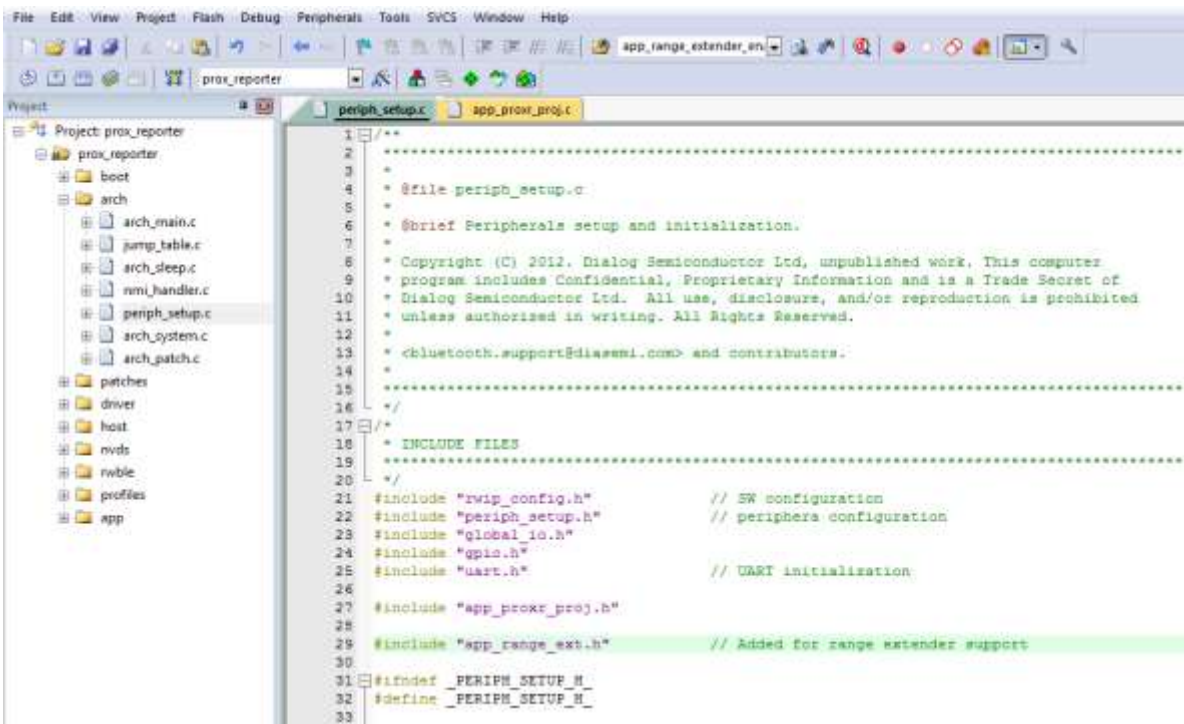 File Edit View Project Flash Debug Peripherals Tools SVCS Window Help
app_range_extender_en
prox_reporter
Project
periph_setup.c app_proxr_proj.c
Project: prox_reporter
prox_reporter
boot
arch
arch_main.c
jump_table.c
arch_sleep.c
nmi_handler.c
periph_setup.c
arch_system.c
arch_patch.c
patches
driver
host
nvds
rwble
profiles
app
1 /**
2 ****************************************************************************************
3 *
4 * @file periph_setup.c
5 *
6 * @brief Peripherals setup and initialization.
7 *
8 * Copyright (C) 2012. Dialog Semiconductor Ltd, unpublished work. This computer
9 * program includes Confidential, Proprietary Information and is a Trade Secret of
10 * Dialog Semiconductor Ltd. All use, disclosure, and/or reproduction is prohibited
11 * unless authorized in writing. All Rights Reserved.
12 *
13 * <bluetooth.support@diasemi.com> and contributors.
14 *
15 ****************************************************************************************
16 */
17 /*
18 * INCLUDE FILES
19 ****************************************************************************************
20 */
21 #include "rwip_config.h" // SW configuration
22 #include "periph_setup.h" // periphera configuration
23 #include "global_io.h"
24 #include "gpio.h"
25 #include "uart.h" // UART initialization
26
27 #include "app_proxr_proj.h"
28
29 #include "app_range_ext.h" // Added for range extender support
30
31 #ifndef _PERIPH_SETUP_H_
32 #define _PERIPH_SETUP_H_
33